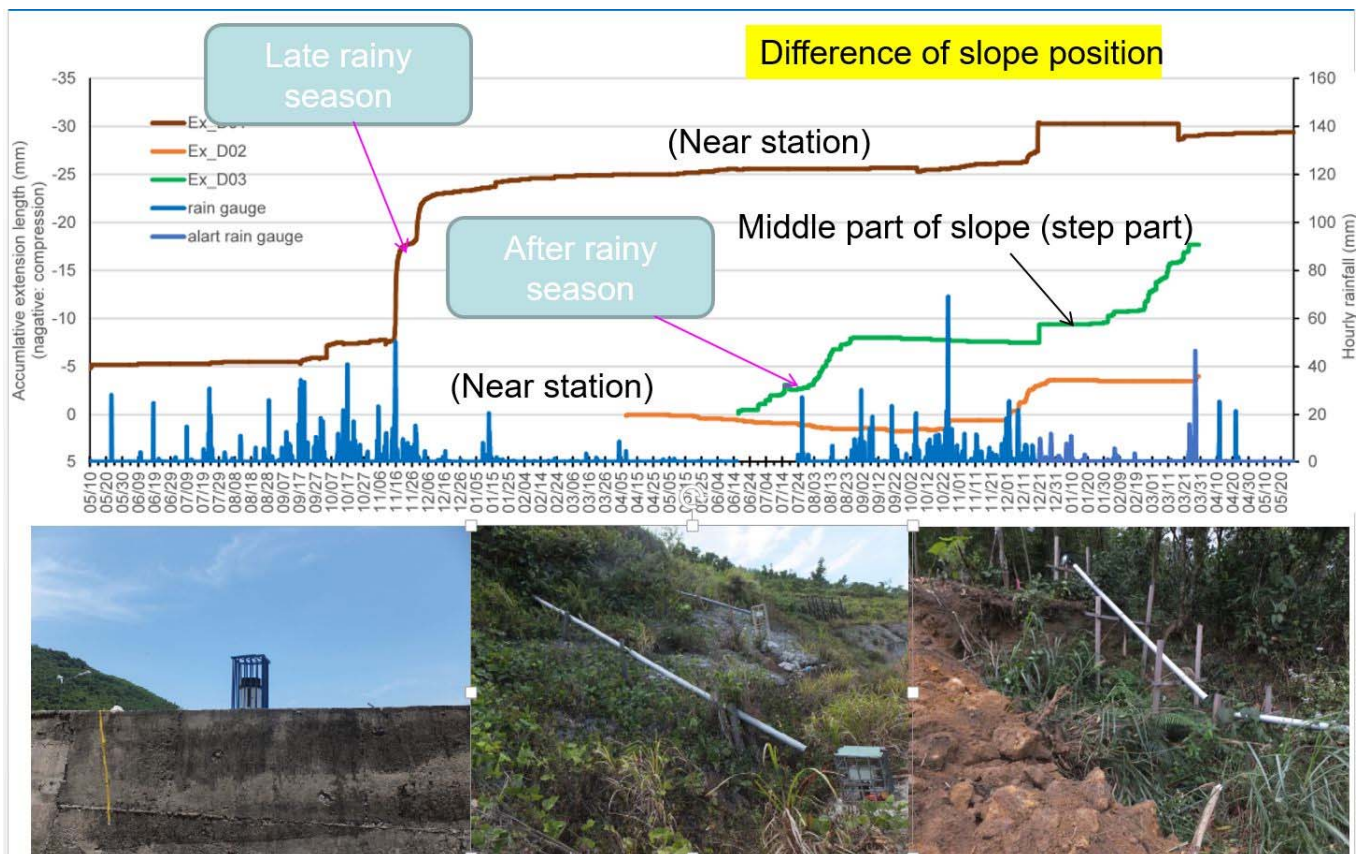 Late rainy
season
Difference of slope position
-35
-30
-25
-20
-15
-10
-5
0
5
Accumlative extension length (mm)
(nagative: compression)
Ex_D02
Ex_D03
rain gauge
alart rain gauge
(Near station)
After rainy
season
Middle part of slope (step part)
(Near station)
160
140
120
100
80
60
40
20
0
Hourly rainfall (mm)
05/10 05/20 05/30 06/09 06/19 06/29 07/09 07/19 07/29 08/08 08/18 08/28 09/07 09/17 09/27 10/07 10/17 10/27 11/06 11/16 11/26 12/06 12/16 12/26 01/05 01/15 01/25 02/04 02/14 02/24 03/06 03/16 03/26 04/05 04/15 04/25 05/05 05/15 05/25 06/04 06/14 06/24 07/04 07/14 07/24 08/03 08/13 08/23 09/02 09/12 09/22 10/02 10/12 10/22 11/01 11/11 11/21 12/01 12/11 12/21 12/31 01/10 01/20 01/30 02/09 02/19 03/01 03/11 03/21 03/31 04/10 04/20 04/30 05/10 05/20